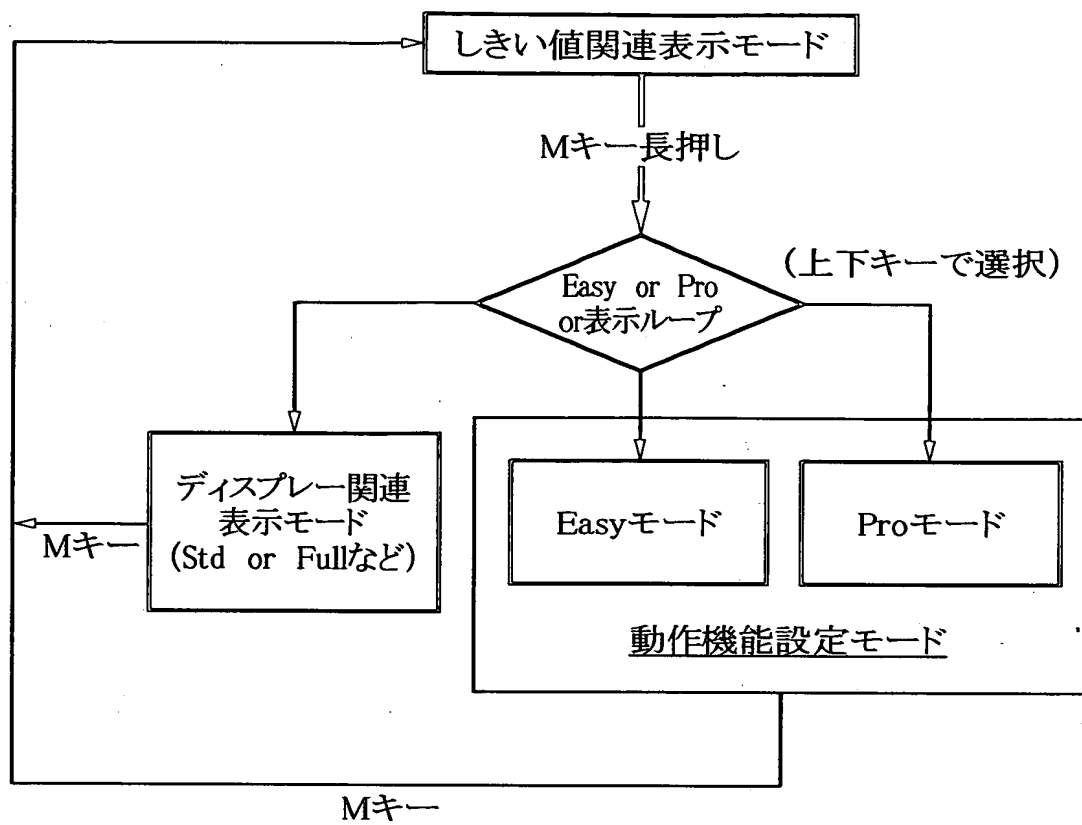 しきい値関連表示モード
Mキー長押し
(上下キーで選択)
Easy or Pro
or表示ループ
ディスプレー関連
表示モード
(Std or Fullなど)
Mキー
Easyモード
Proモード
動作機能設定モード
Mキー